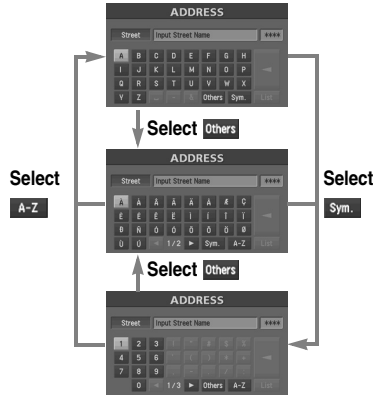 ADDRESS
Street Input Street Name ****
A B C D E F G H
I J K L M N O P
Q R S T U V W X
Y Z Others Sym. List
Select Others
ADDRESS
Select
A-Z
Select
Sym.
Street Input Street Name ****
1/2 Sym. A-Z List
Select Others
ADDRESS
Street Input Street Name ****
1 2 3
4 5 6
7 8 9
0 1/3 Others A-Z List